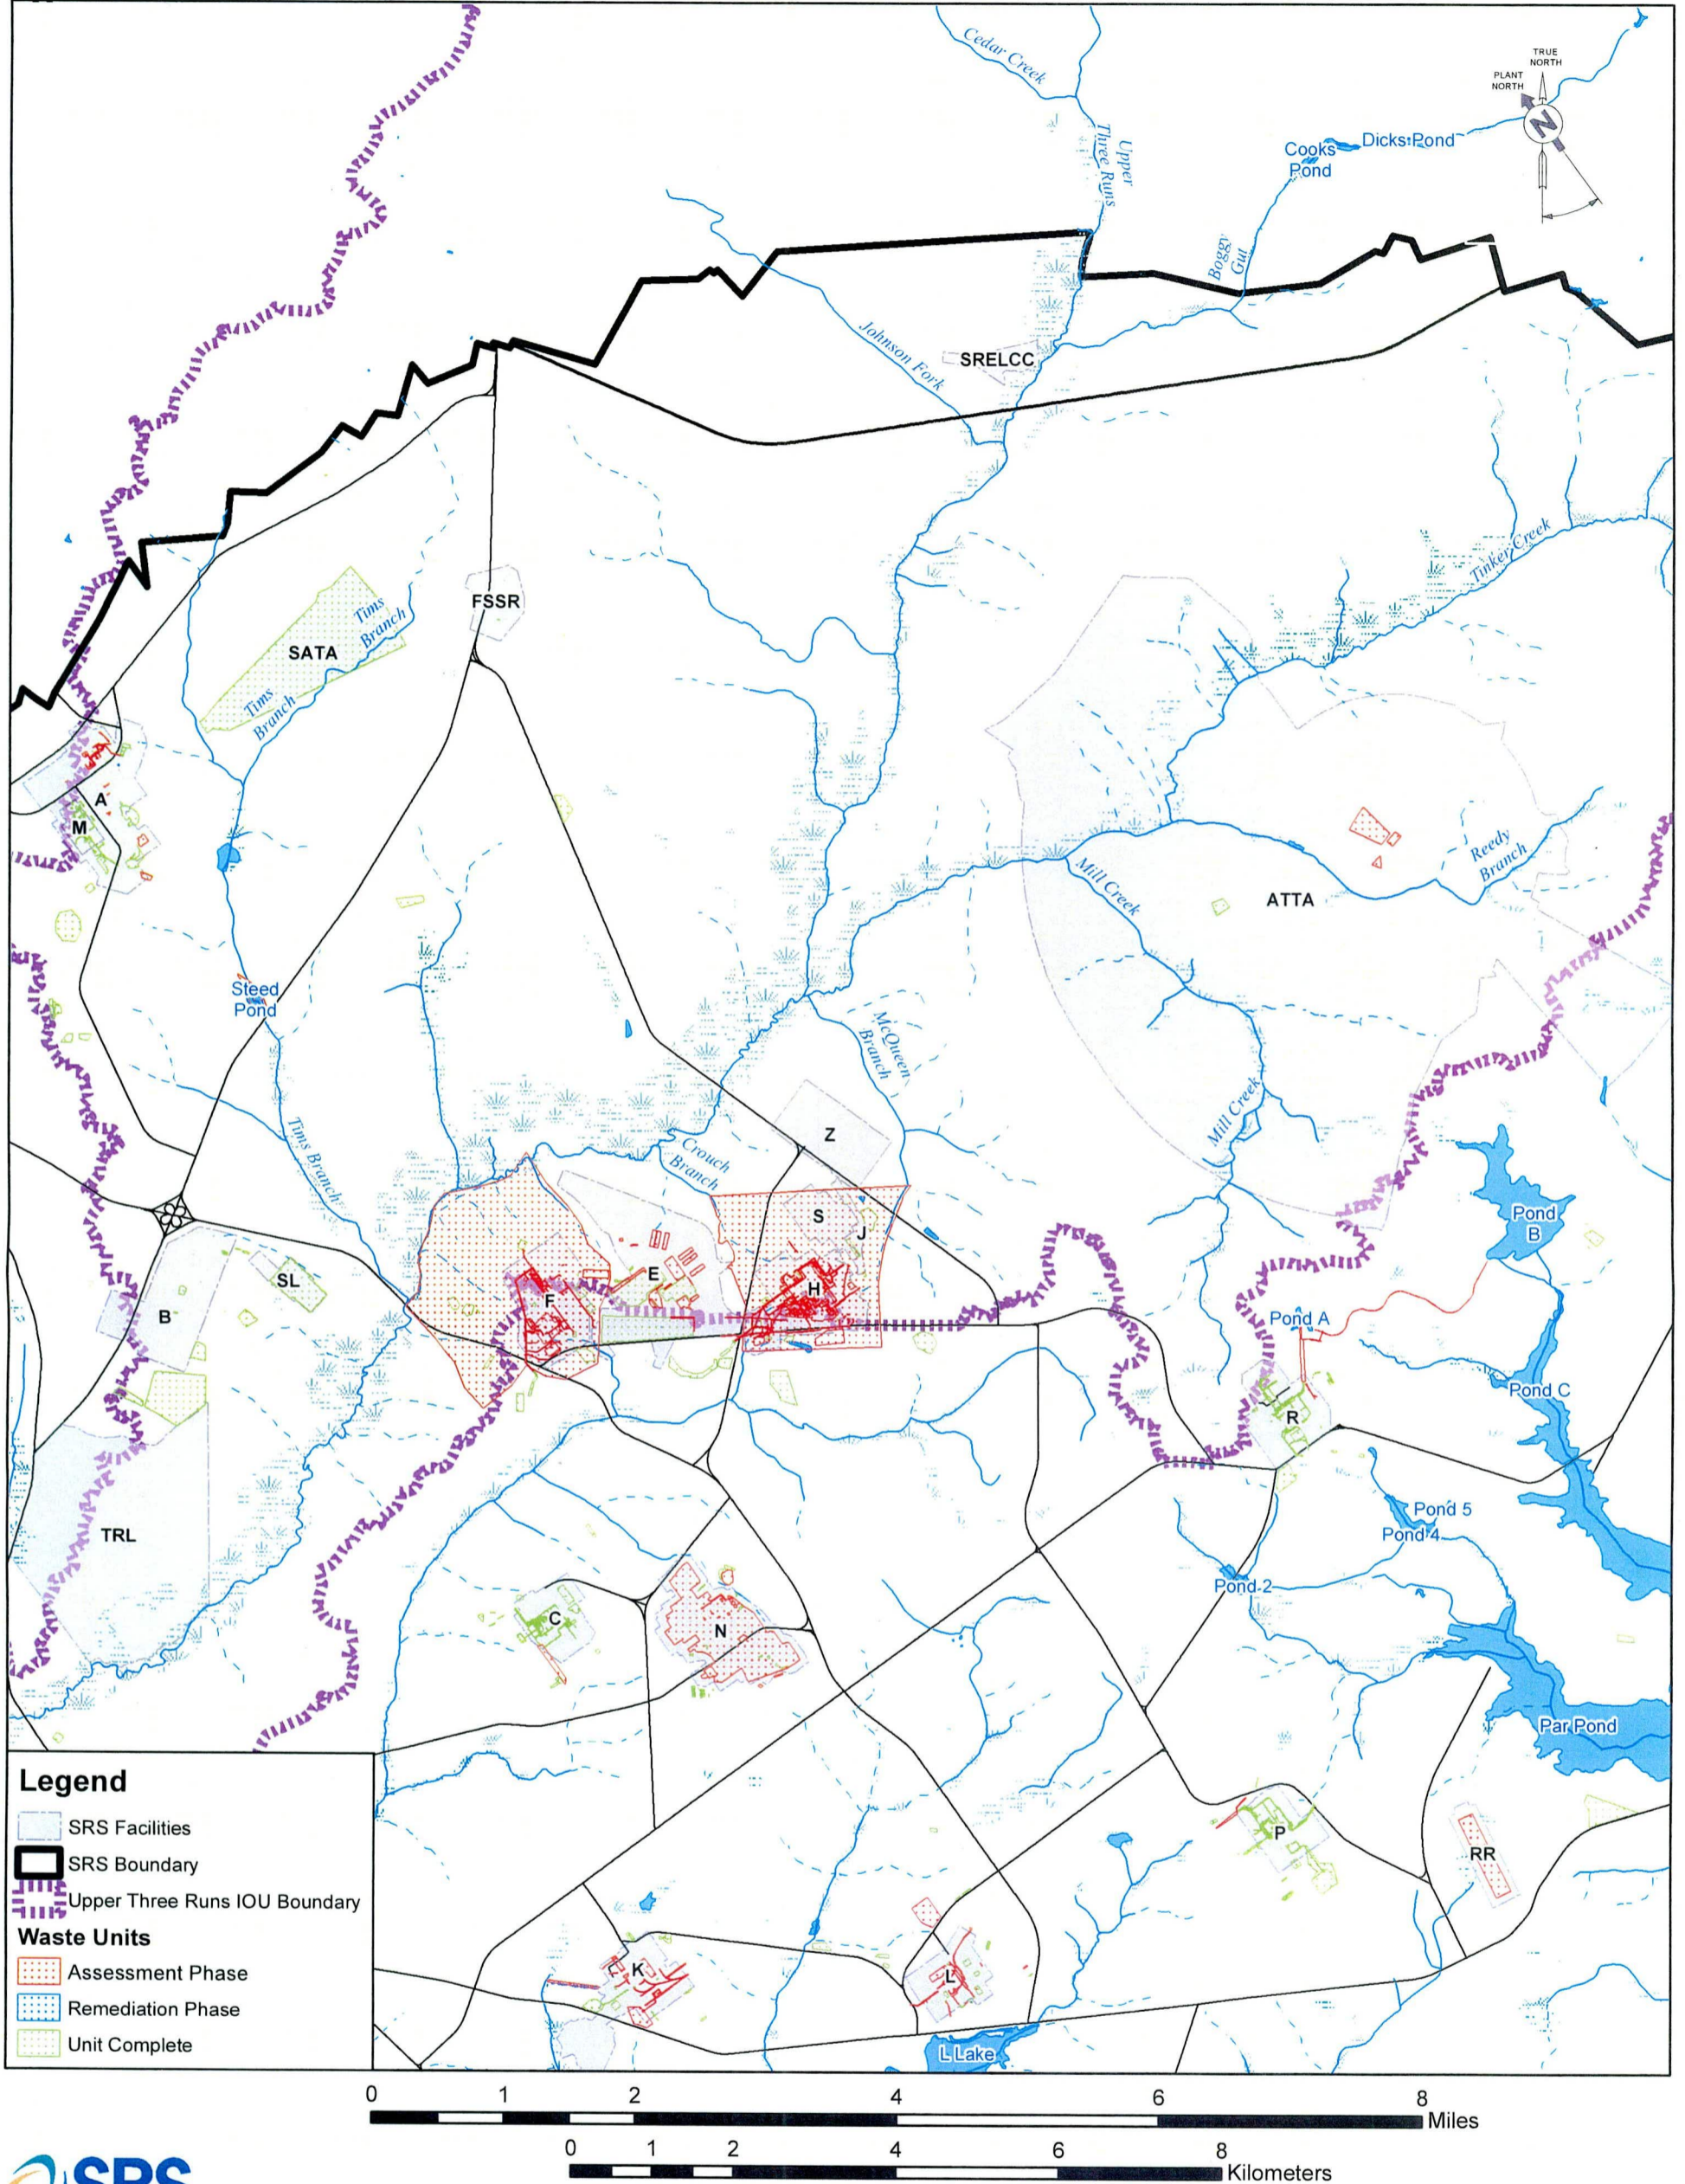 Cedar Creek
TRUE
NORTH
PLANT
NORTH
N
Upper
Three Runs
Cooks
Pond
Dicks Pond
Boggy
Gut
Johnson Fork
SRELCC
Tinker Creek
FSSR
Tims
Branch
SATA
Tims
Branch
A
M
Mill Creek
Reedy
Branch
ATTA
Steed
Pond
McQueen
Branch
Mill Creek
Tims Branch
Z
Crouch
Branch
S
J
Pond
B
E
SL
H
F
B
Pond A
Pond C
R
Pond 5
Pond 4
TRL
Pond 2
C
N
Par Pond
P
RR
K
L
L Lake
Legend
SRS Facilities
SRS Boundary
Upper Three Runs IOU Boundary
Waste Units
Assessment Phase
Remediation Phase
Unit Complete
0 1 2 4 6 8
Miles
0 1 2 4 6 8
Kilometers
SRS